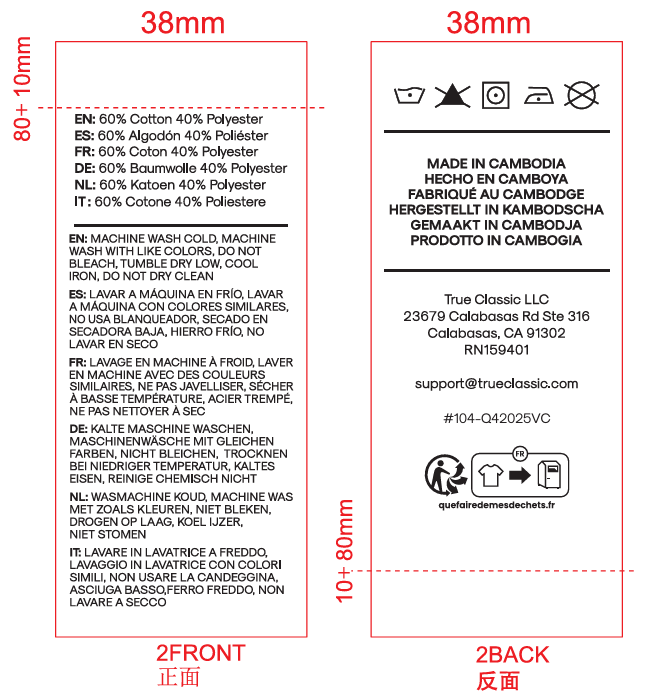 38mm
80+10mm
EN: 60% Cotton 40% Polyester
ES: 60% Algodón 40% Poliéster
FR: 60% Coton 40% Polyester
DE: 60% Baumwolle 40% Polyester
NL: 60% Katoen 40% Polyester
IT: 60% Cotone 40% Poliestere
EN: MACHINE WASH COLD, MACHINE
WASH WITH LIKE COLORS, DO NOT
BLEACH, TUMBLE DRY LOW, COOL
IRON, DO NOT DRY CLEAN
ES: LAVAR A MÁQUINA EN FRÍO, LAVAR
A MÁQUINA CON COLORES SIMILARES,
NO USA BLANQUEADOR, SECADO EN
SECADORA BAJA, HIERRO FRÍO, NO
LAVAR EN SECO
FR: LAVAGE EN MACHINE À FROID, LAVER
EN MACHINE AVEC DES COULEURS
SIMILAIRES, NE PAS JAVELLISER, SÉCHER
À BASSE TEMPÉRATURE, ACIER TREMPÉ,
NE PAS NETTOYER À SEC
DE: KALTE MASCHINE WASCHEN,
MASCHINENWÄSCHE MIT GLEICHEN
FARBEN, NICHT BLEICHEN, TROCKNEN
BEI NIEDRIGER TEMPERATUR, KALTES
EISEN, REINIGE CHEMISCH NICHT
NL: WASMACHINE KOUD, MACHINE WAS
MET ZOALS KLEUREN, NIET BLEKEN,
DROGEN OP LAAG, KOEL IJZER,
NIET STOMEN
IT: LAVARE IN LAVATRICE A FREDDO,
LAVAGGIO IN LAVATRICE CON COLORI
SIMILI, NON USARE LA CANDEGGINA,
ASCIUGA BASSO,FERRO FREDDO, NON
LAVARE A SECCO
2FRONT
正面
38mm
MADE IN CAMBODIA
HECHO EN CAMBOYA
FABRIQUÉ AU CAMBODGE
HERGESTELLT IN KAMBODSCHA
GEMAAKT IN CAMBODJA
PRODOTTO IN CAMBOGIA
True Classic LLC
23679 Calabasas Rd Ste 316
Calabasas, CA 91302
RN159401
support@trueclassic.com
#104-Q42025VC
FR
quefairedemesdechets.fr
10+80mm
2BACK
反面